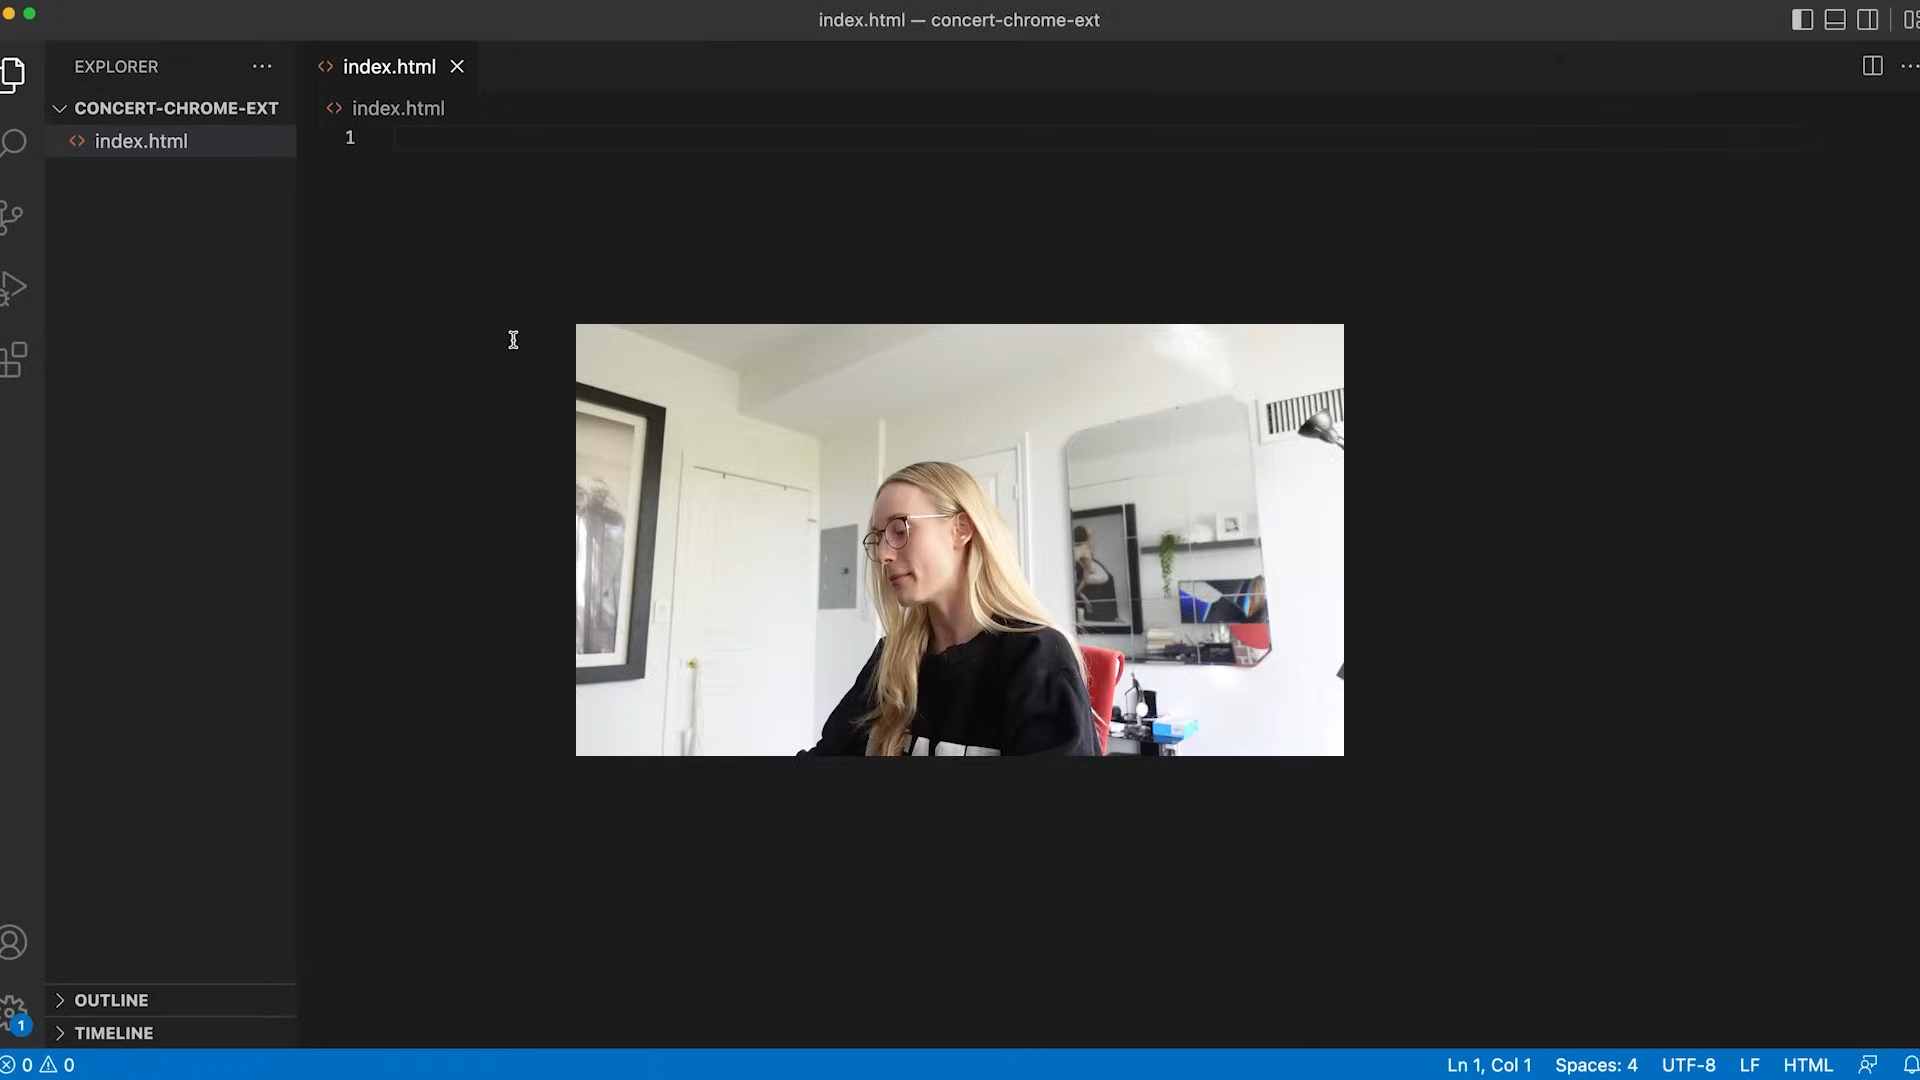 index.html — concert-chrome-ext
EXPLORER
index.html
CONCERT-CHROME-EXT
index.html
index.html
1
OUTLINE
1
TIMELINE
0 0
Ln 1, Col 1
Spaces: 4
UTF-8
LF
HTML